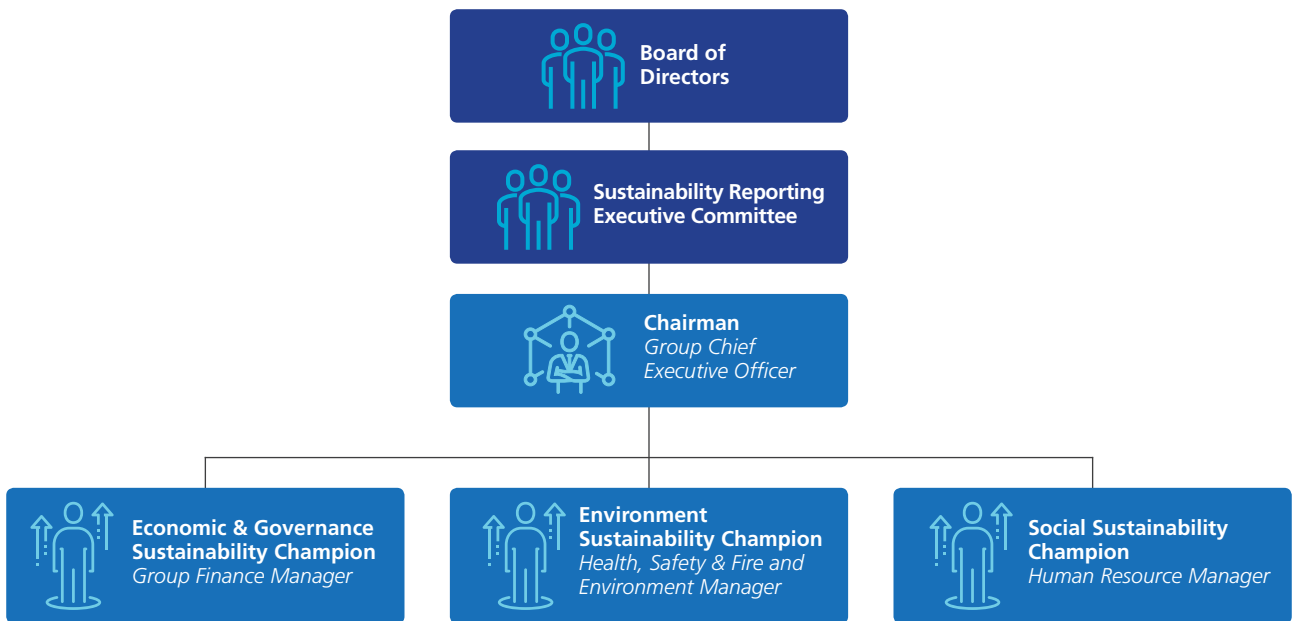 Board of
Directors
Sustainability Reporting
Executive Committee
Chairman
Group Chief
Executive Officer
Economic & Governance
Sustainability Champion
Group Finance Manager
Environment
Sustainability Champion
Health, Safety & Fire and
Environment Manager
Social Sustainability
Champion
Human Resource Manager